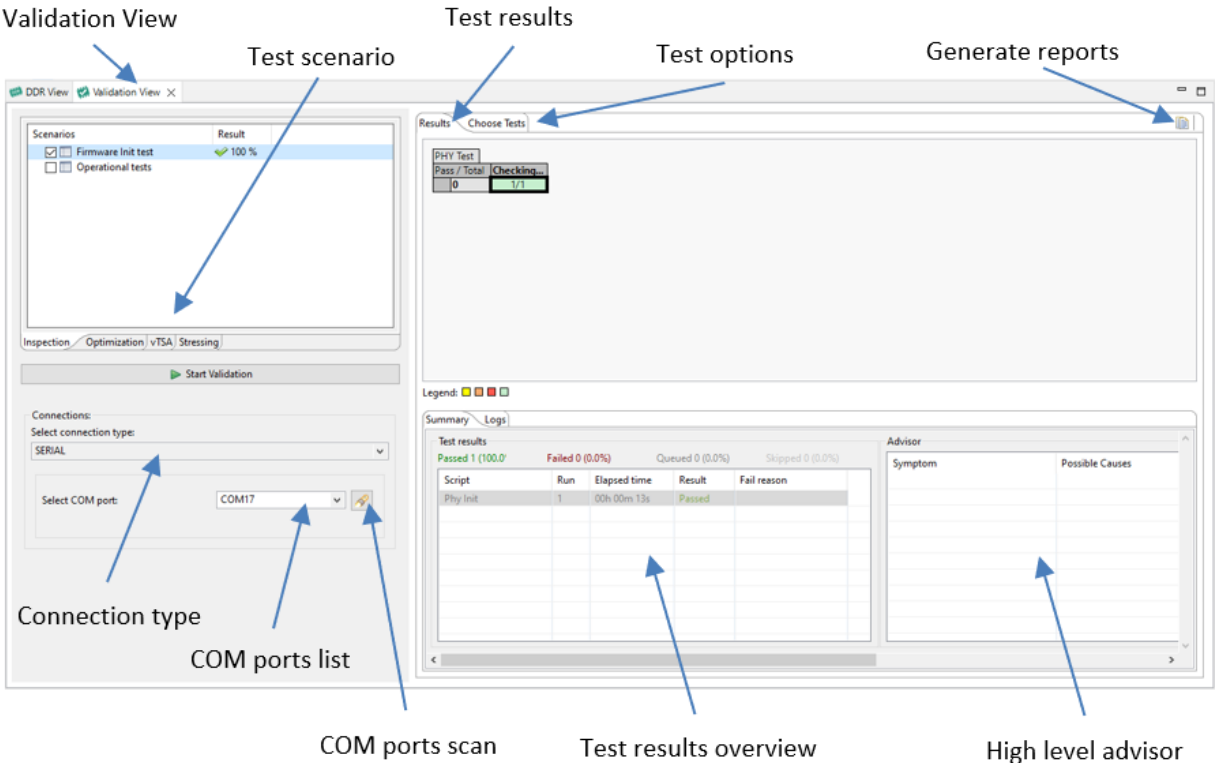 Validation View
Test results
Test scenario
Test options
Generate reports
DDR View
Validation View
Scenarios Result
Firmware Init test 100 %
Operational tests
Inspection Optimization vTSA Stressing
Start Validation
Connections:
Select connection type:
SERIAL
Select COM port: COM17
Results Choose Tests
PHY Test
Pass / Total Checking...
0 1/1
Legend:
Summary Logs
Test results
Passed 1 (100.0 Failed 0 (0.0%) Queued 0 (0.0%) Skipped 0 (0.0%)
Script Run Elapsed time Result Fail reason
Phy Init 1 00h 00m 13s Passed
Advisor
Symptom Possible Causes
Connection type
COM ports list
COM ports scan
Test results overview
High level advisor